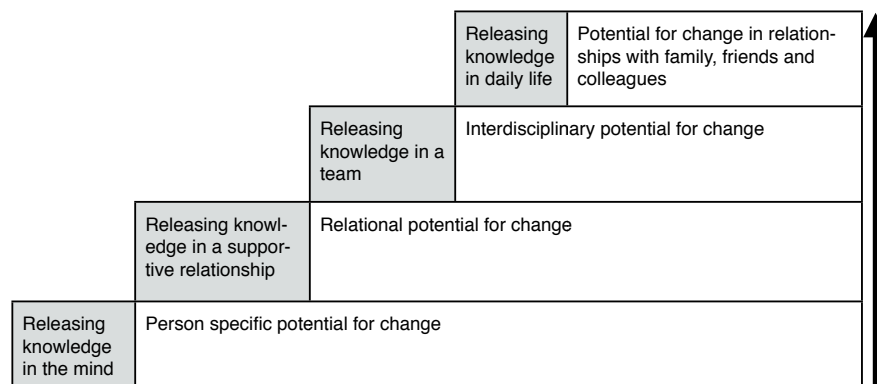 Releasing
knowledge
in daily life
Potential for change in relation-
ships with family, friends and
colleagues
Releasing
knowledge in a
team
Interdisciplinary potential for change
Releasing knowl-
edge in a suppor-
tive relationship
Relational potential for change
Releasing
knowledge
in the mind
Person specific potential for change